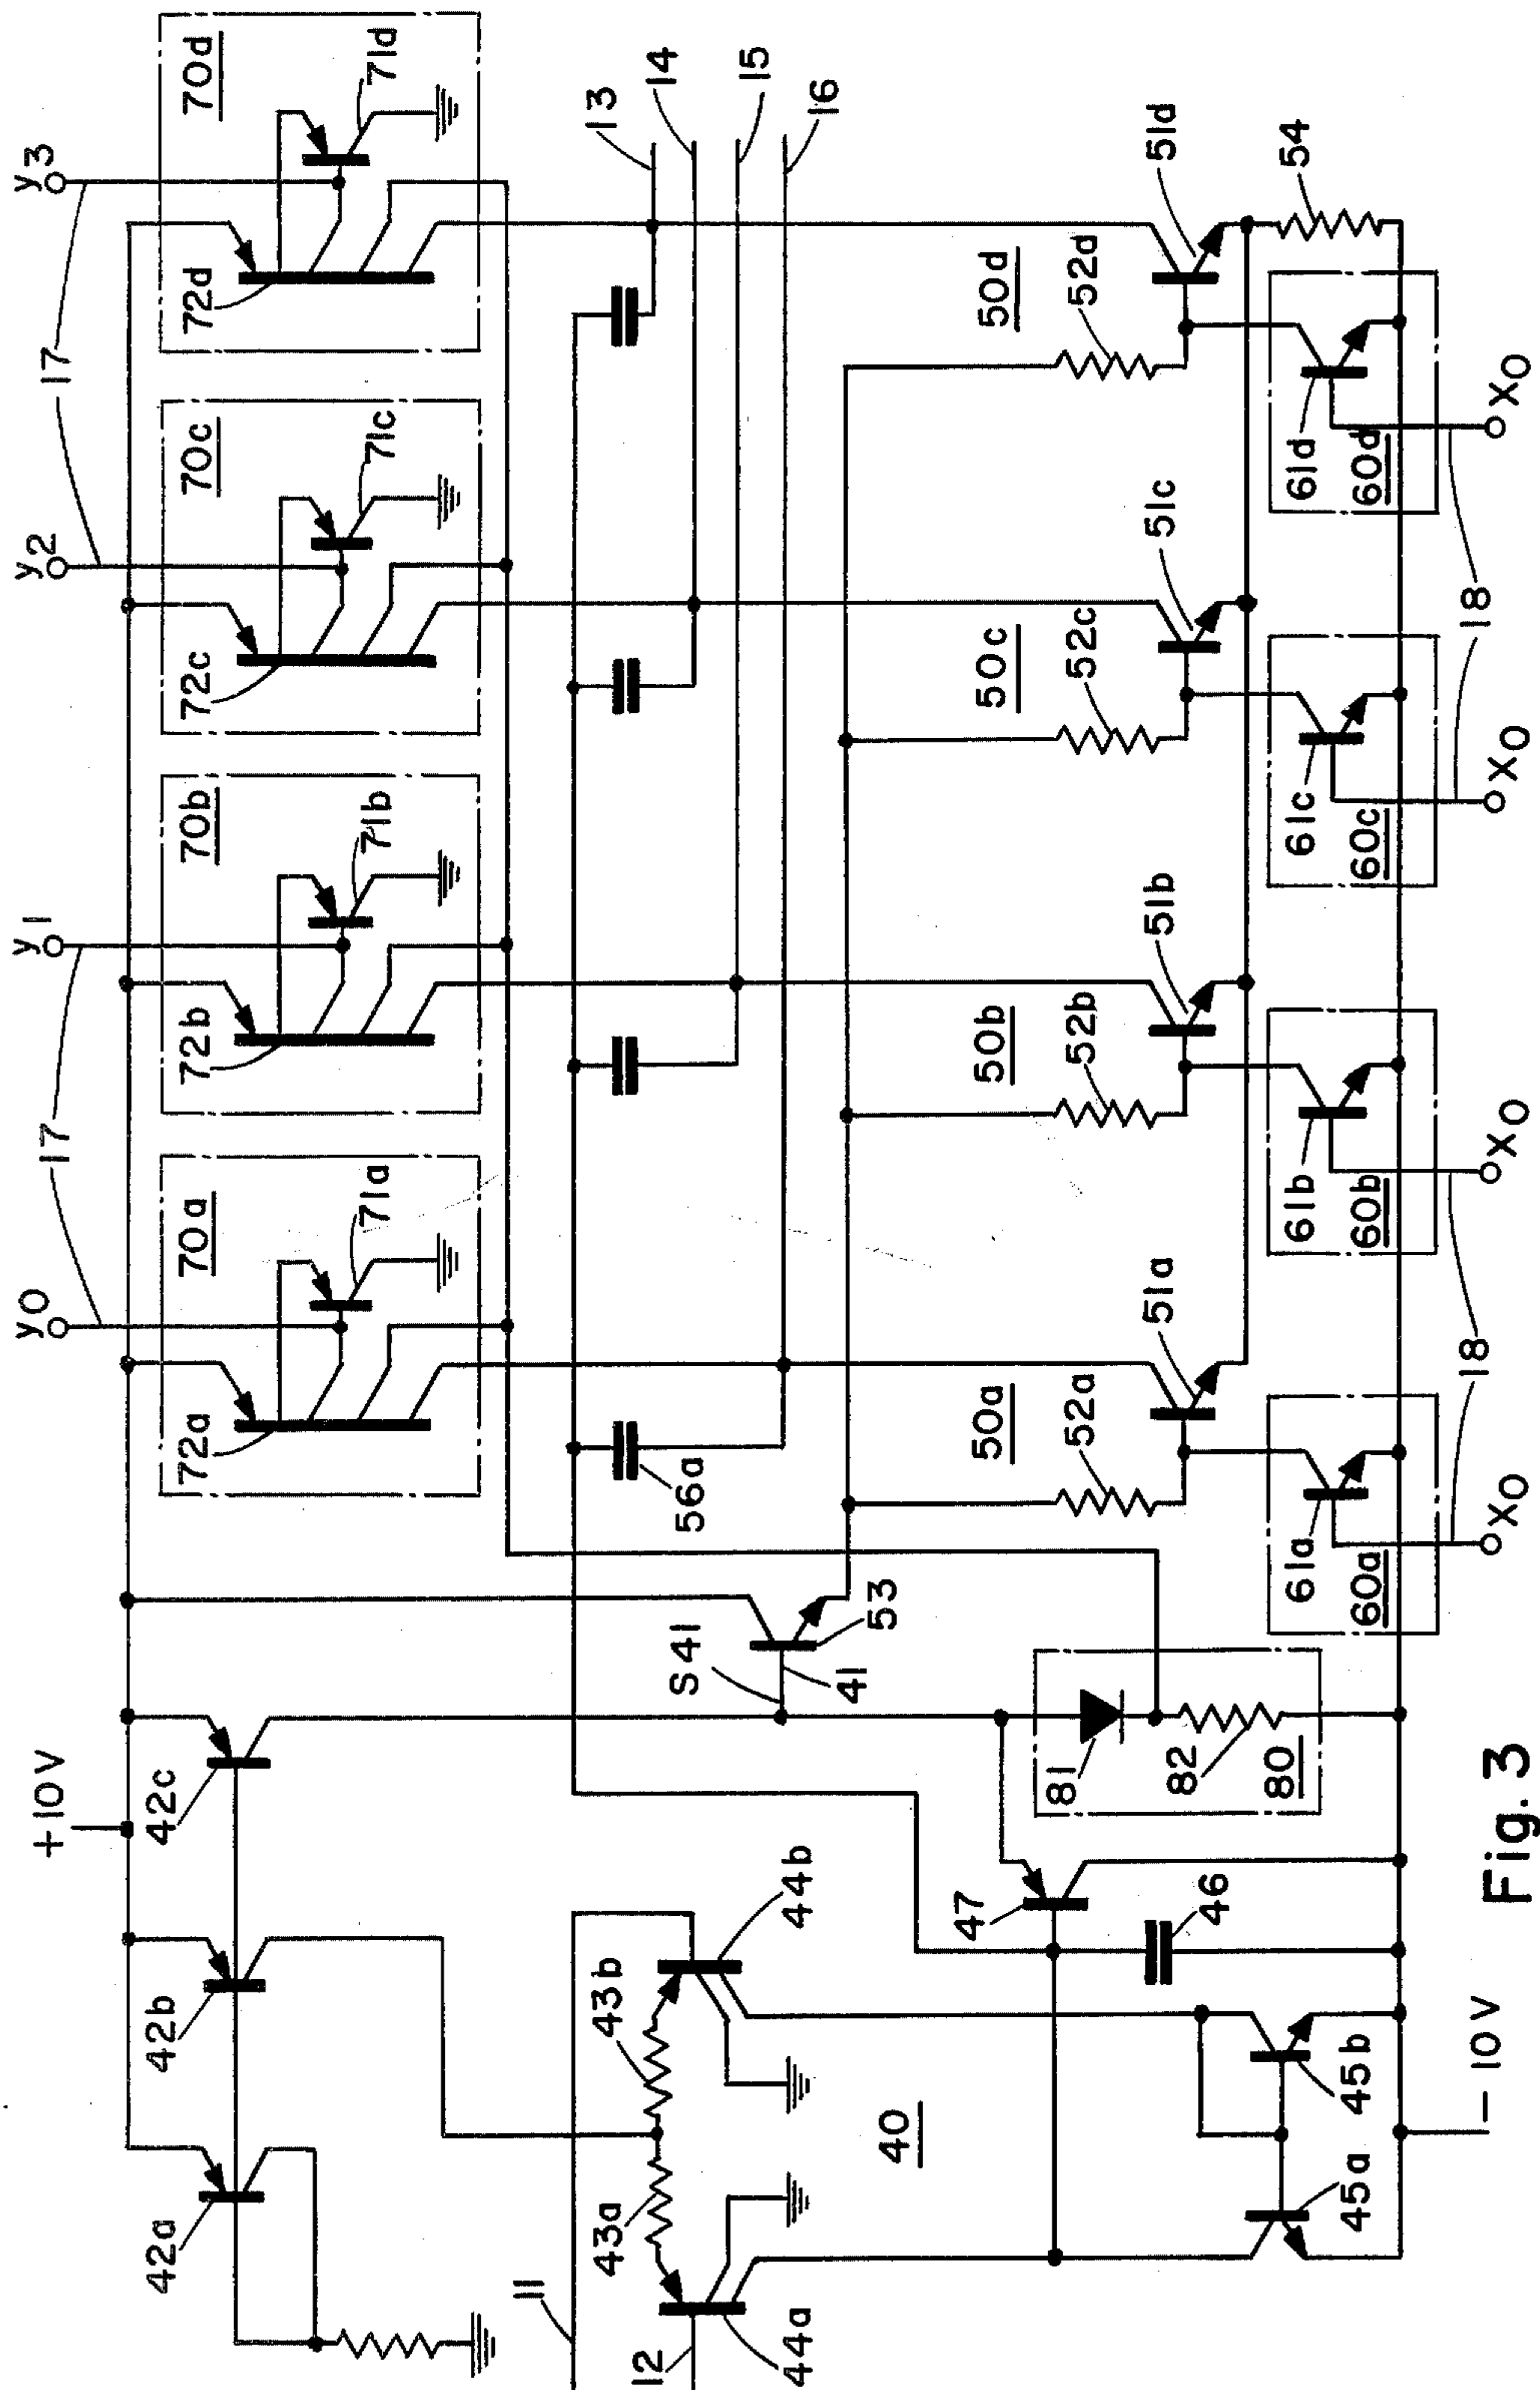 +10V
17
17
y0
y1
y2
y3
42a
42b
42c
72a
70a
71a
72b
70b
71b
72c
70c
71c
72d
70d
71d
11
12
43a
43b
44a
44b
40
S41
41
53
56a
13
14
15
16
47
46
81
82
80
50a
52a
51a
50b
52b
51b
50c
52c
51c
50d
52d
51d
54
45a
45b
61a
60a
61b
60b
61c
60c
61d
60d
-10V
18
18
X0
X0
X0
X0
Fig. 3